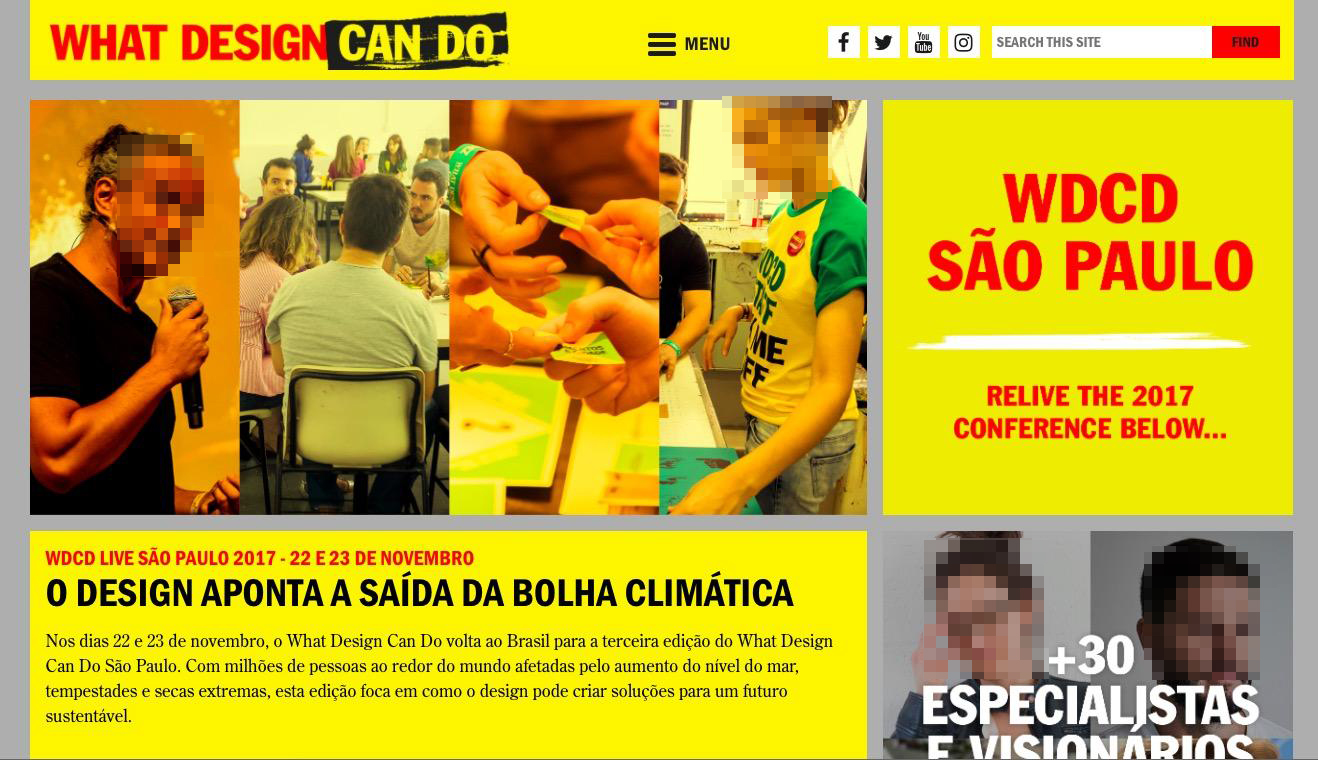 WHAT DESIGN CAN DO
MENU
You
Tube
SEARCH THIS SITE
FIND
WDCD
SÃO PAULO
RELIVE THE 2017
CONFERENCE BELOW...
WDCD LIVE SÃO PAULO 2017 - 22 E 23 DE NOVEMBRO
O DESIGN APONTA A SAÍDA DA BOLHA CLIMÁTICA
Nos dias 22 e 23 de novembro, o What Design Can Do volta ao Brasil para a terceira edição do What Design
Can Do São Paulo. Com milhões de pessoas ao redor do mundo afetadas pelo aumento do nível do mar,
tempestades e secas extremas, esta edição foca em como o design pode criar soluções para um futuro
sustentável.
+30
ESPECIALISTAS
E VISIONÁRIOS